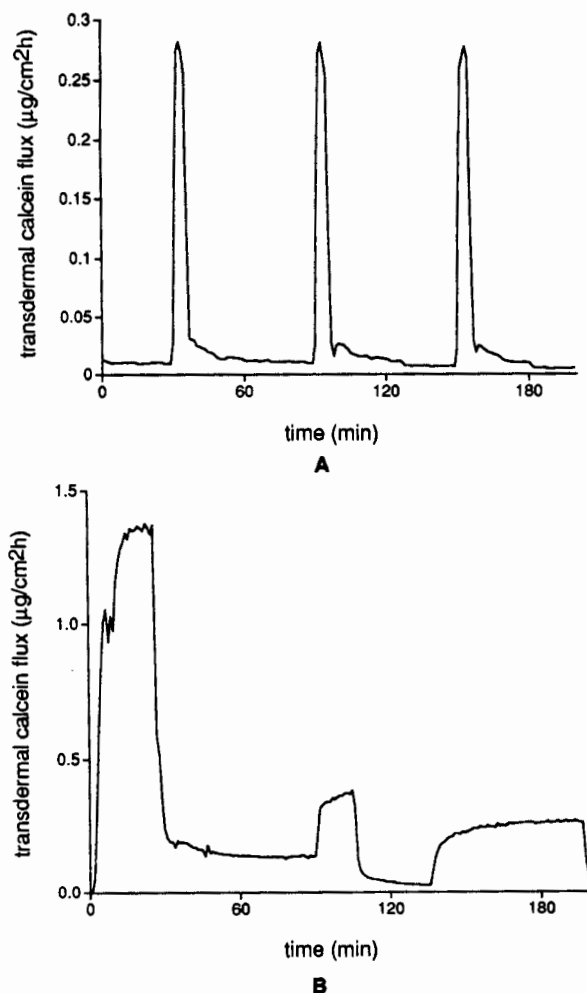 transdermal calcein flux (µg/cm2h)
0.3
0.25
0.2
0.15
0.1
0.05
0
0 60 120 180
time (min)
A
transdermal calcein flux (µg/cm2h)
1.5
1.0
0.5
0.0
0 60 120 180
time (min)
B